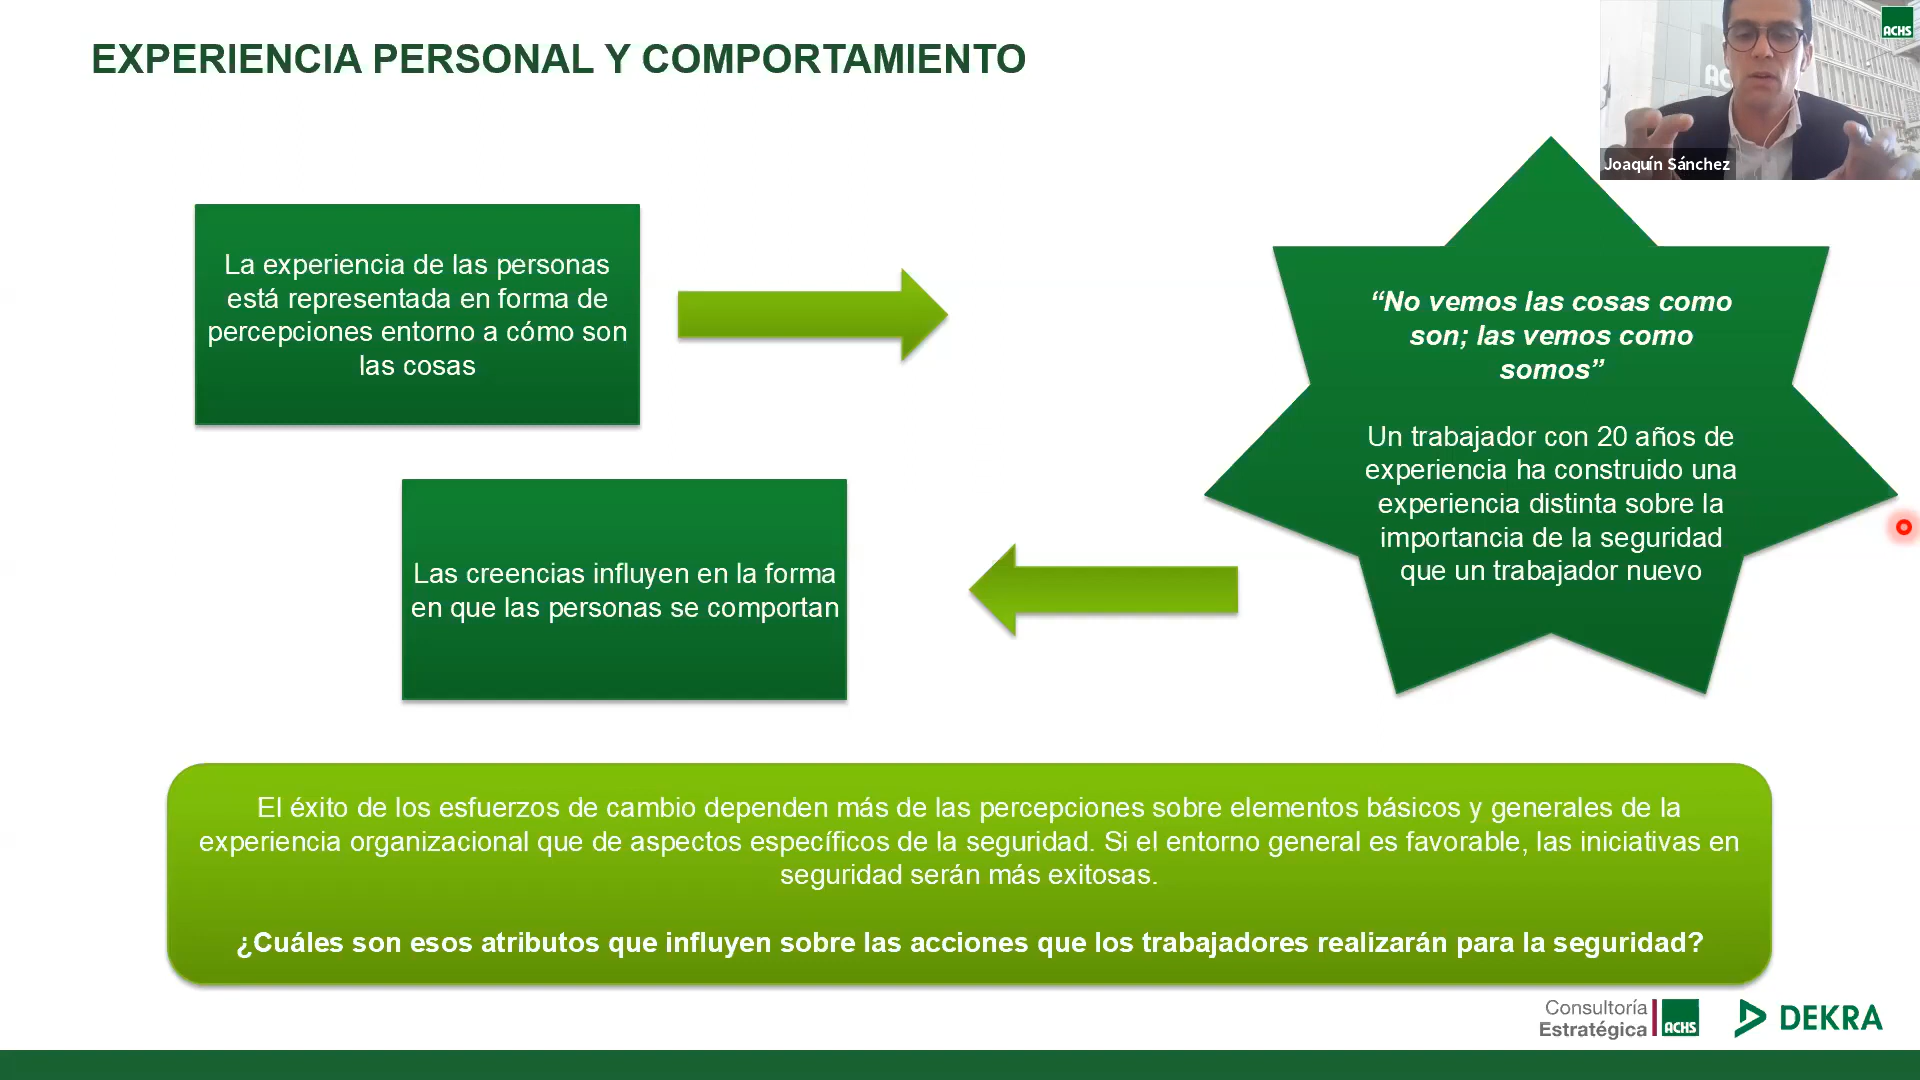 EXPERIENCIA PERSONAL Y COMPORTAMIENTO
ACHS
AC
Joaquín Sánchez
La experiencia de las personas
está representada en forma de
percepciones entorno a cómo son
las cosas
“No vemos las cosas como
son; las vemos como
somos”
Un trabajador con 20 años de
experiencia ha construido una
experiencia distinta sobre la
importancia de la seguridad
que un trabajador nuevo
Las creencias influyen en la forma
en que las personas se comportan
El éxito de los esfuerzos de cambio dependen más de las percepciones sobre elementos básicos y generales de la
experiencia organizacional que de aspectos específicos de la seguridad. Si el entorno general es favorable, las iniciativas en
seguridad serán más exitosas.
¿Cuáles son esos atributos que influyen sobre las acciones que los trabajadores realizarán para la seguridad?
Consultoría
Estratégica
ACHS
DEKRA